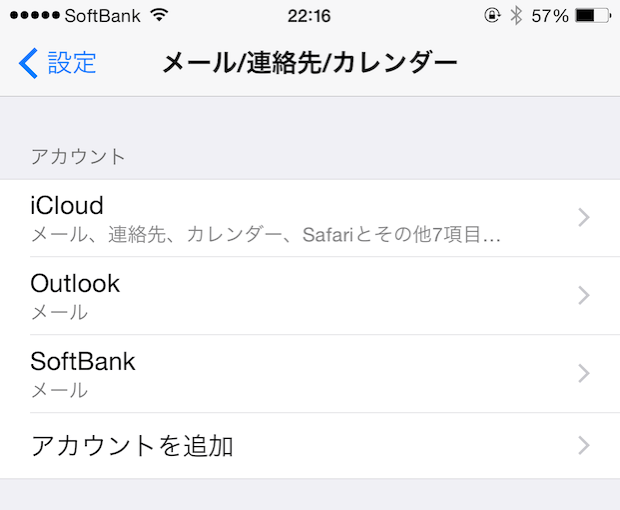 SoftBank 22:16 57%
設定 メール/連絡先/カレンダー
アカウント
iCloud
メール、連絡先、カレンダー、Safariとその他7項目...
Outlook
メール
SoftBank
メール
アカウントを追加